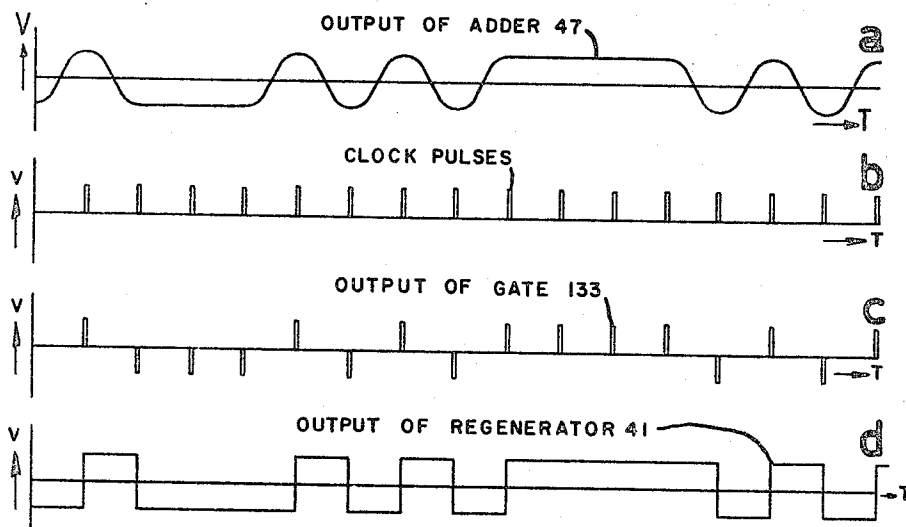 OUTPUT OF ADDER 47
V
a
T
CLOCK PULSES
V
b
T
OUTPUT OF GATE 133
V
c
T
OUTPUT OF REGENERATOR 41
V
d
T